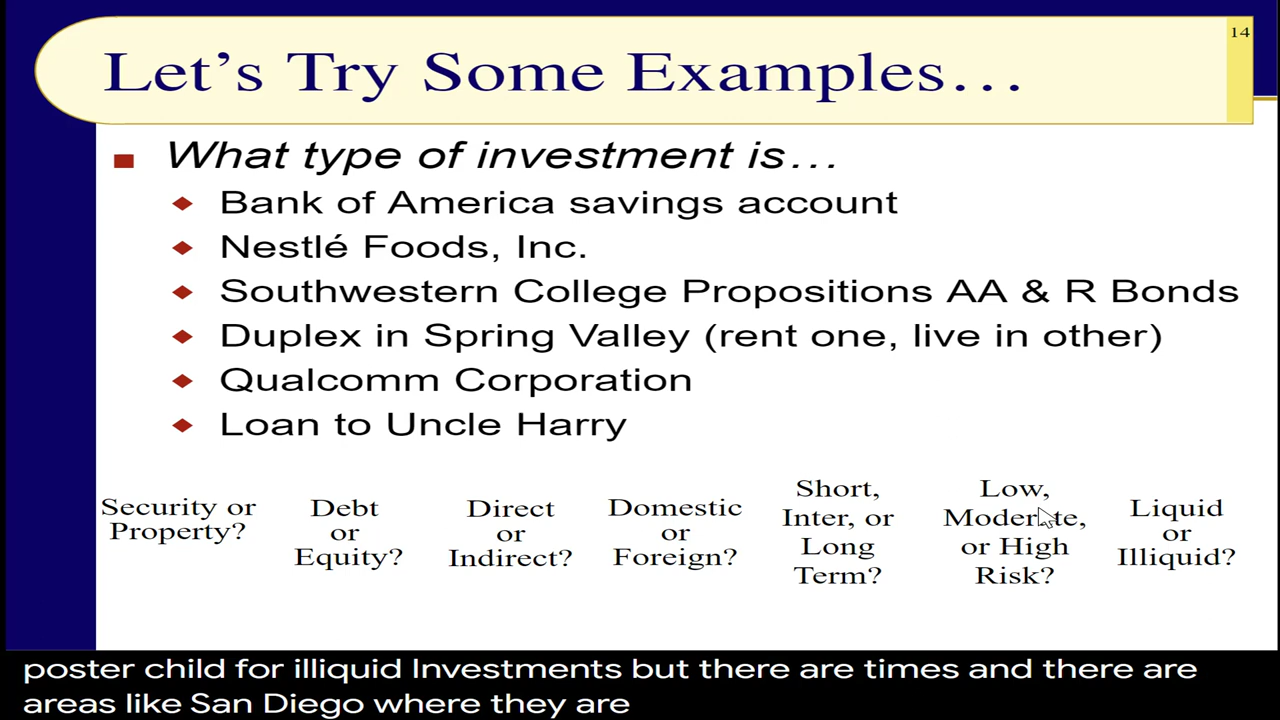 14
Let's Try Some Examples…
What type of investment is…
Bank of America savings account
Nestlé Foods, Inc.
Southwestern College Propositions AA & R Bonds
Duplex in Spring Valley (rent one, live in other)
Qualcomm Corporation
Loan to Uncle Harry
Security or
Property?
Debt
or
Equity?
Direct
or
Indirect?
Domestic
or
Foreign?
Short,
Inter, or
Long
Term?
Low,
Moderate,
or High
Risk?
Liquid
or
Illiquid?
poster child for illiquid Investments but there are times and there are
areas like San Diego where they are